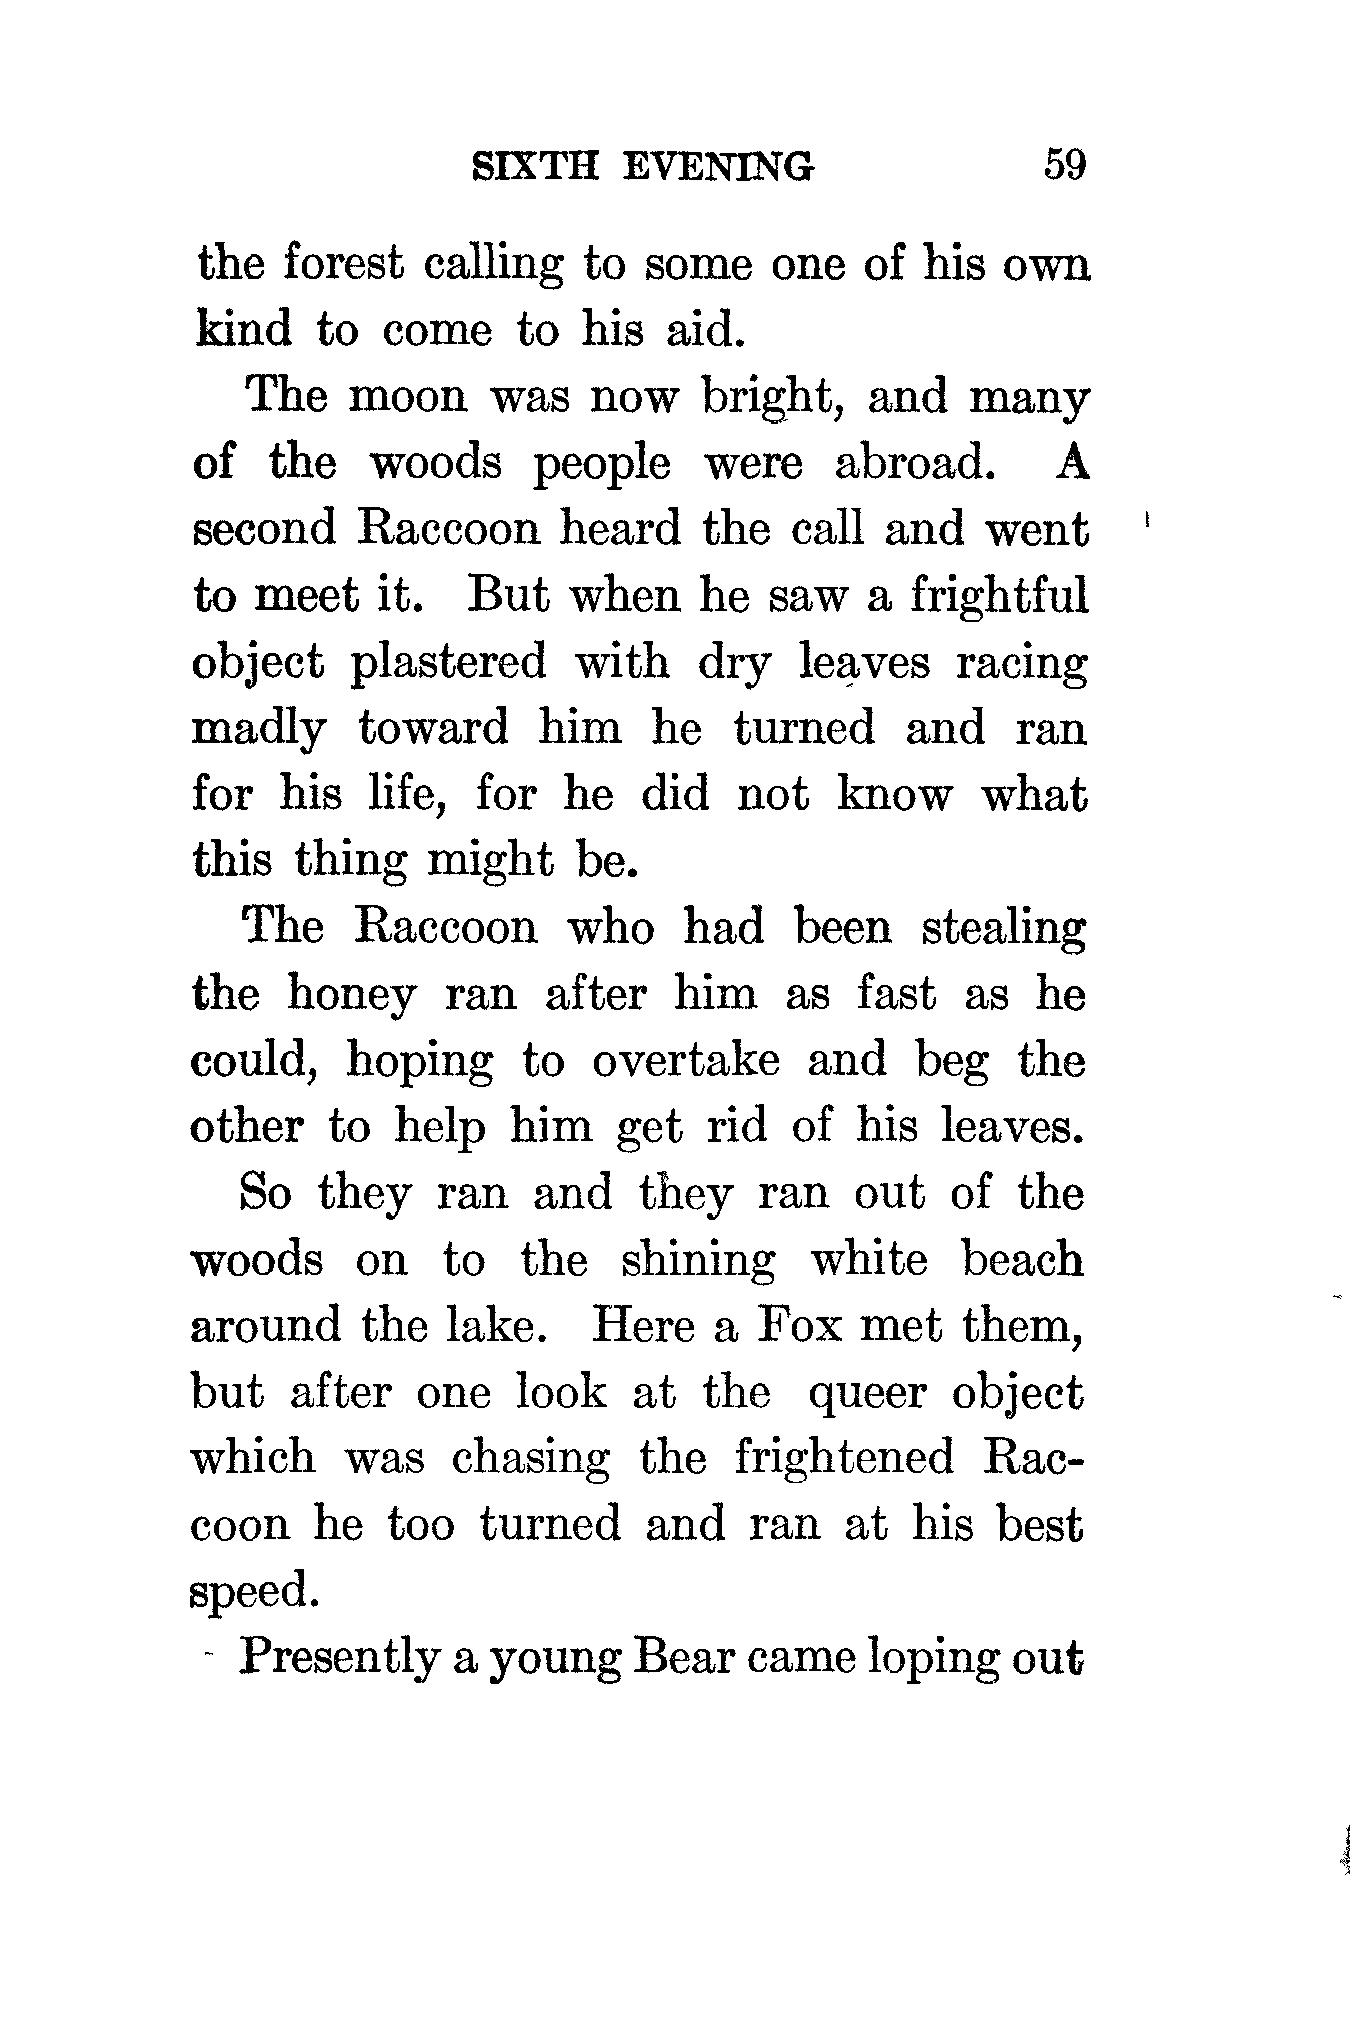 SIXTH EVENING 59
the forest calling to some one of his own
kind to come to his aid.
The moon was now bright, and many
of the woods people were abroad. A
second Raccoon heard the call and went
to meet it. But when he saw a frightful
object plastered with dry leaves racing
madly toward him he turned and ran
for his life, for he did not know what
this thing might be.
The Raccoon who had been stealing
the honey ran after him as fast as he
could, hoping to overtake and beg the
other to help him get rid of his leaves.
So they ran and they ran out of the
woods on to the shining white beach
around the lake. Here a Fox met them,
but after one look at the queer object
which was chasing the frightened Rac-
coon he too turned and ran at his best
speed.
Presently a young Bear came loping out